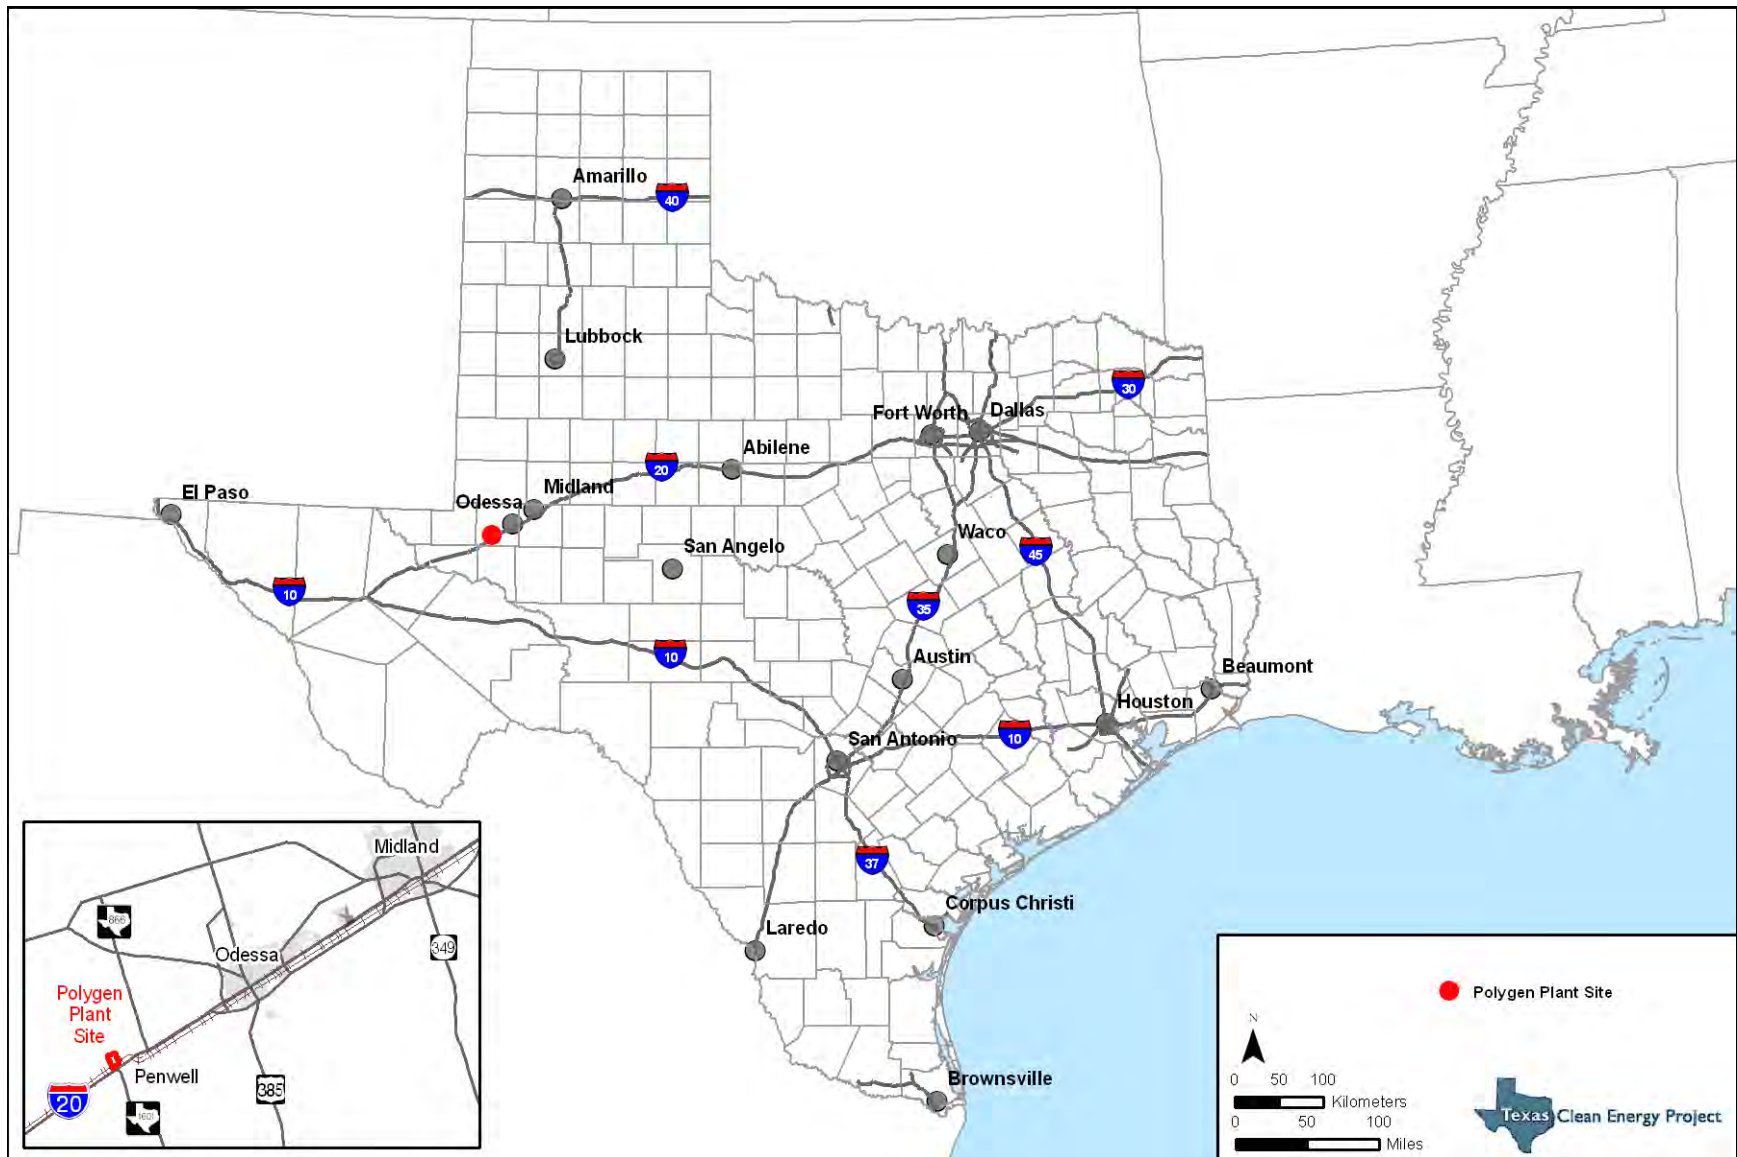 Amarillo
40
Lubbock
30
Fort Worth
Dallas
Abilene
20
Midland
Odessa
El Paso
San Angelo
Waco
45
10
35
10
Austin
Beaumont
Houston
San Antonio
10
37
Corpus Christi
Laredo
Brownsville
Midland
866
Odessa
349
Polygen
Plant
Site
Penwell
20
385
1601
Polygen Plant Site
N
0 50 100
Kilometers
0 50 100
Miles
Texas Clean Energy Project